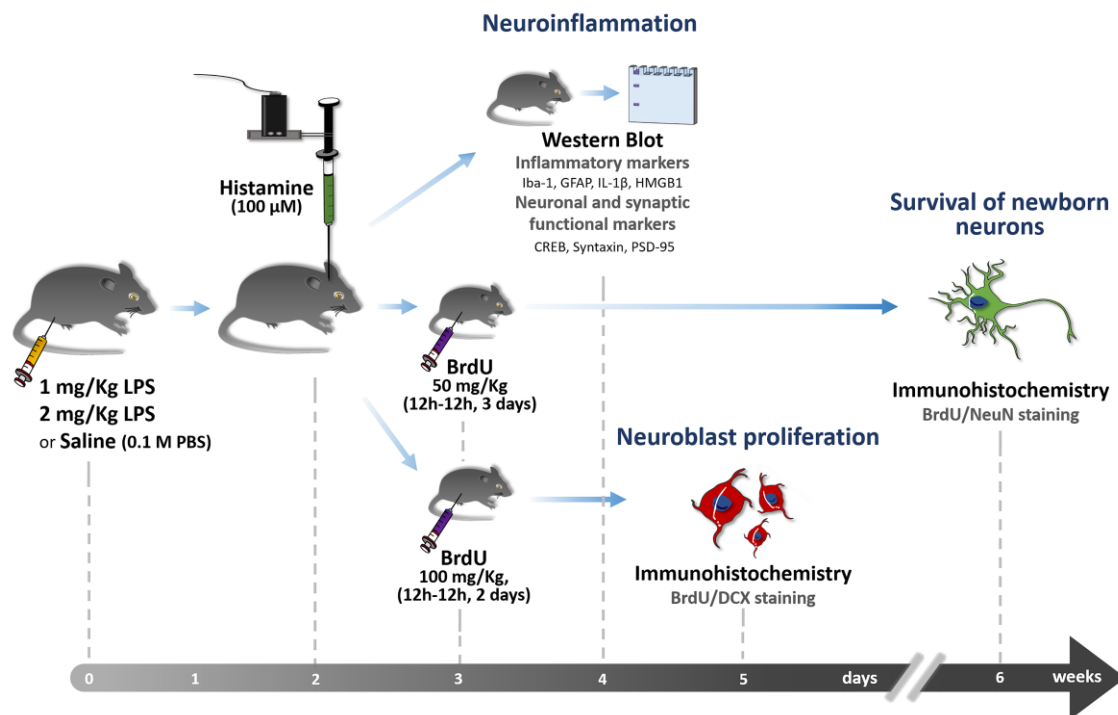 Neuroinflammation
Western Blot
Inflammatory markers
Iba-1, GFAP, IL-1β, HMGB1
Neuronal and synaptic
functional markers
CREB, Syntaxin, PSD-95
Histamine
(100 µM)
Survival of newborn
neurons
Immunohistochemistry
BrdU/NeuN staining
1 mg/Kg LPS
2 mg/Kg LPS
or Saline (0.1 M PBS)
BrdU
50 mg/Kg
(12h-12h, 3 days)
Neuroblast proliferation
BrdU
100 mg/Kg,
(12h-12h, 2 days)
Immunohistochemistry
BrdU/DCX staining
0 1 2 3 4 5 days 6 weeks